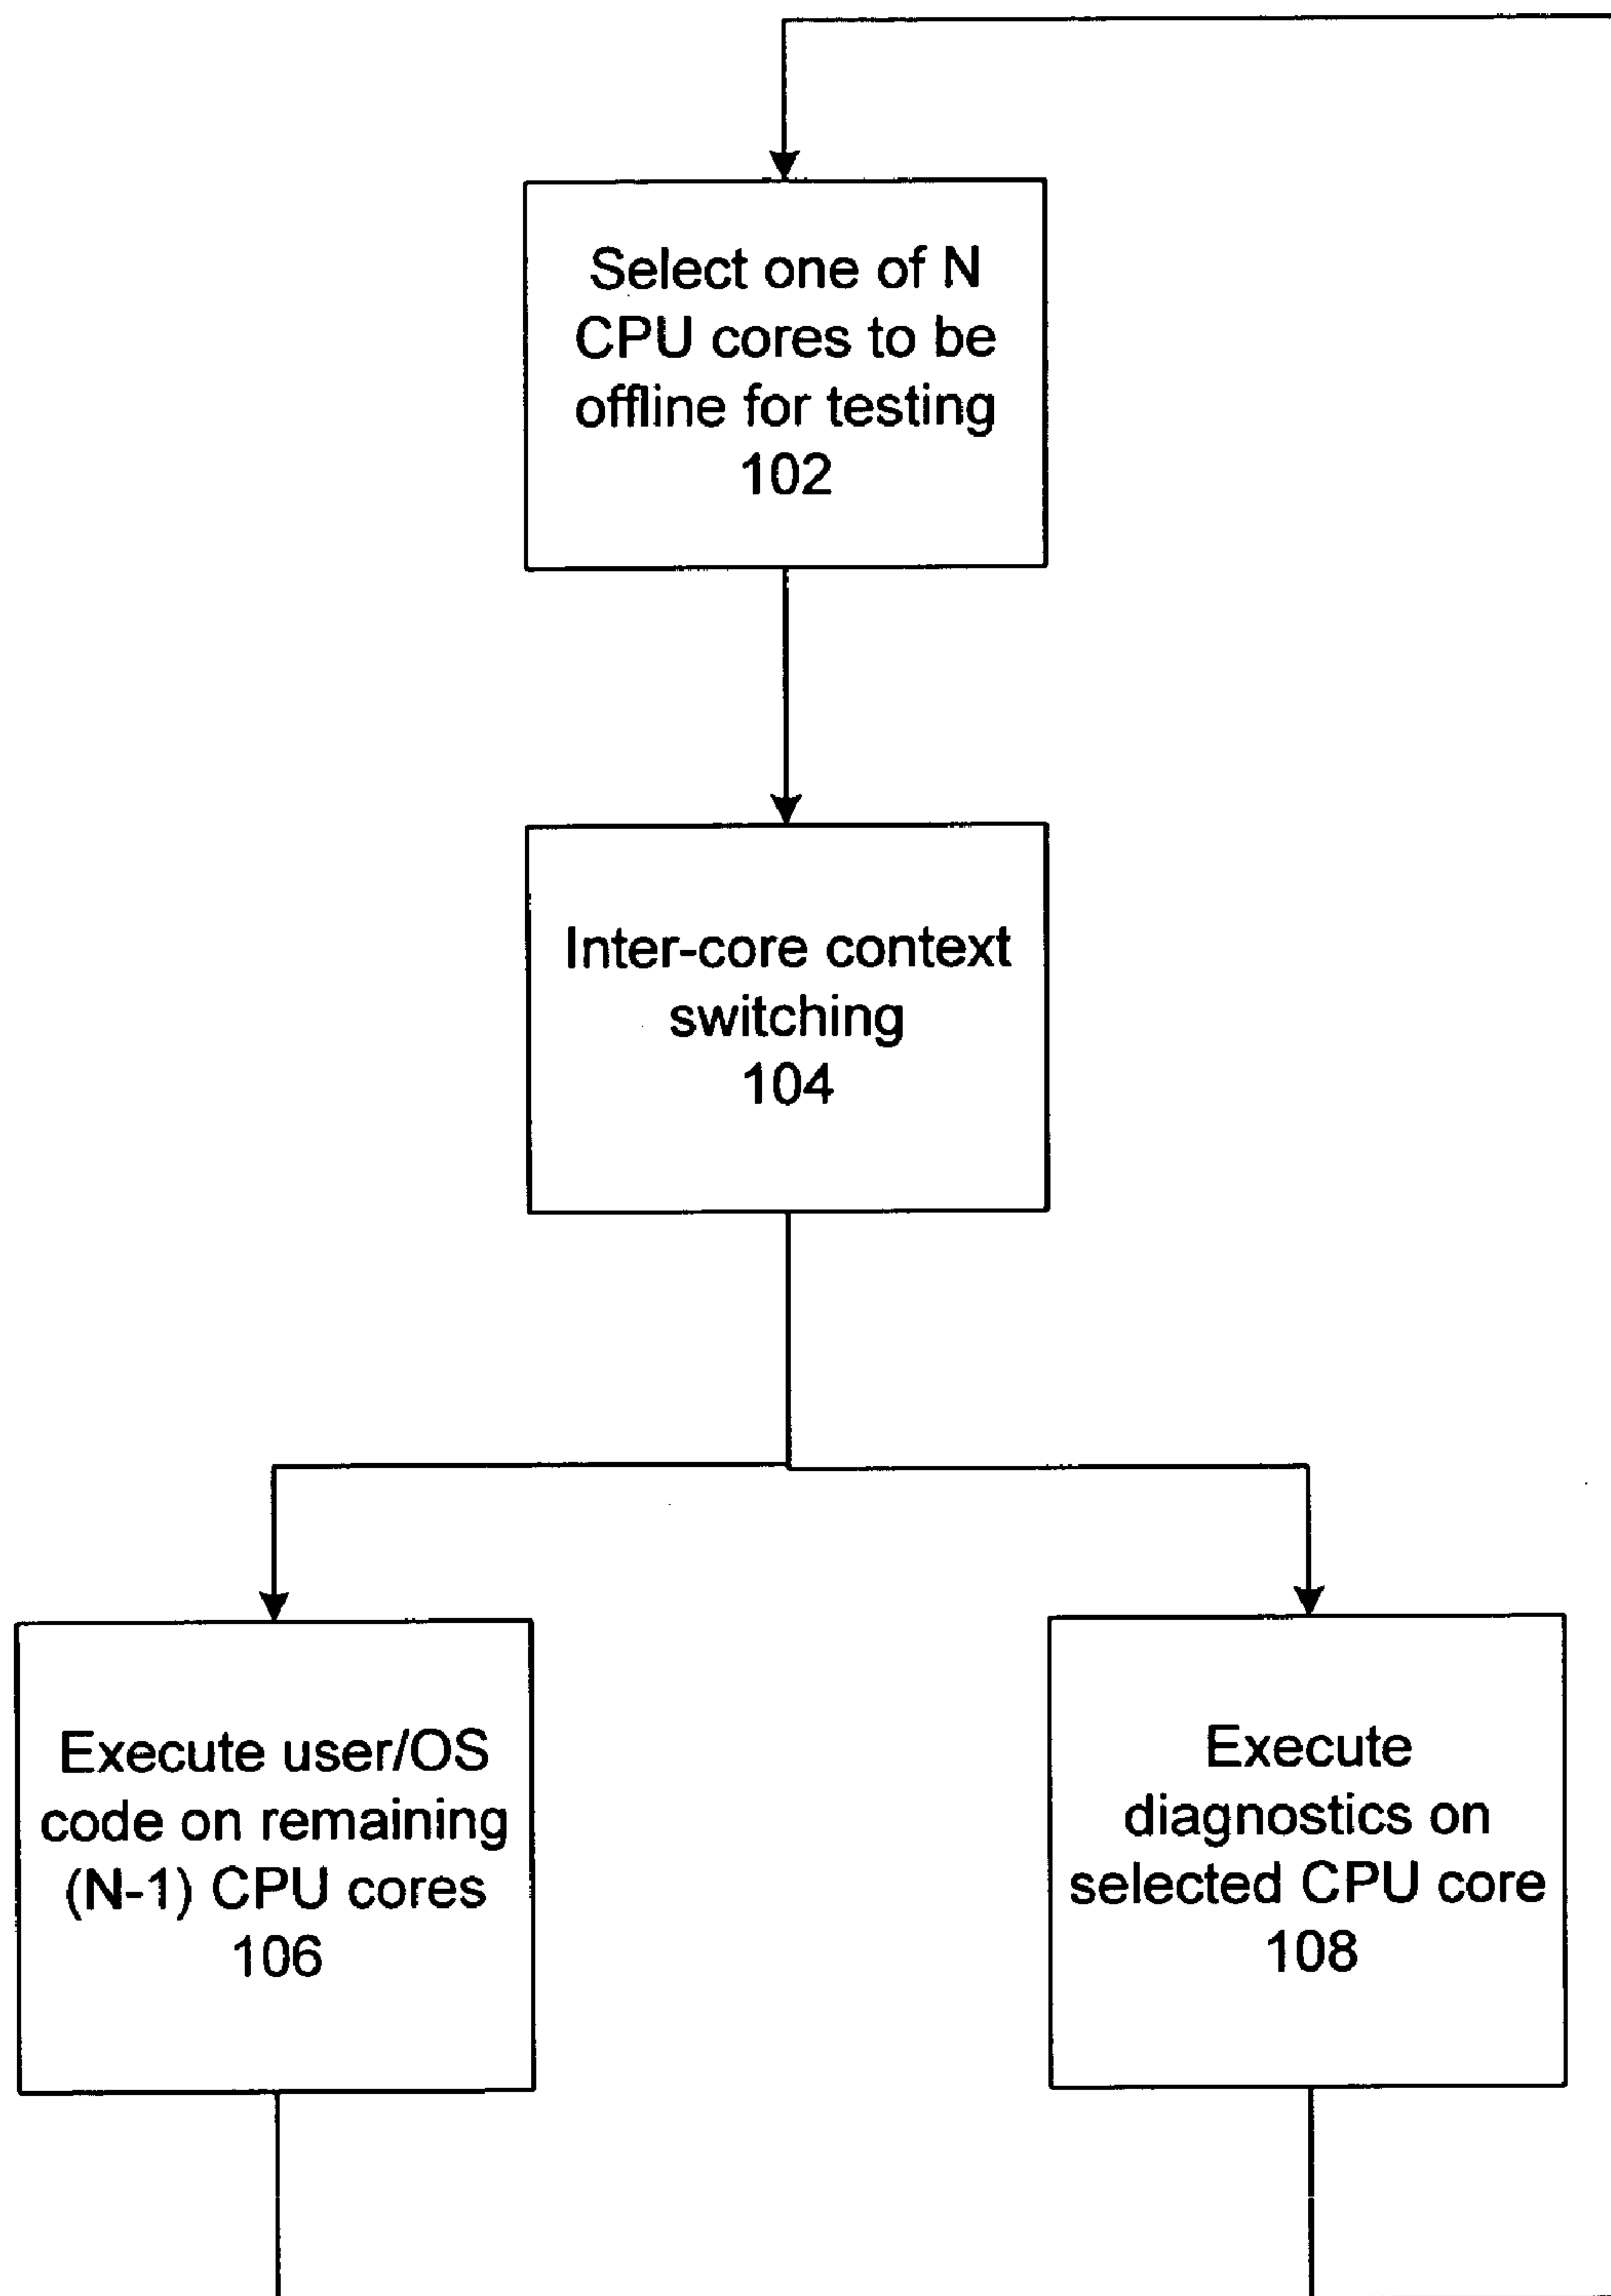 Select one of N
CPU cores to be
offline for testing
102
Inter-core context
switching
104
Execute user/OS
code on remaining
(N-1) CPU cores
106
Execute
diagnostics on
selected CPU core
108